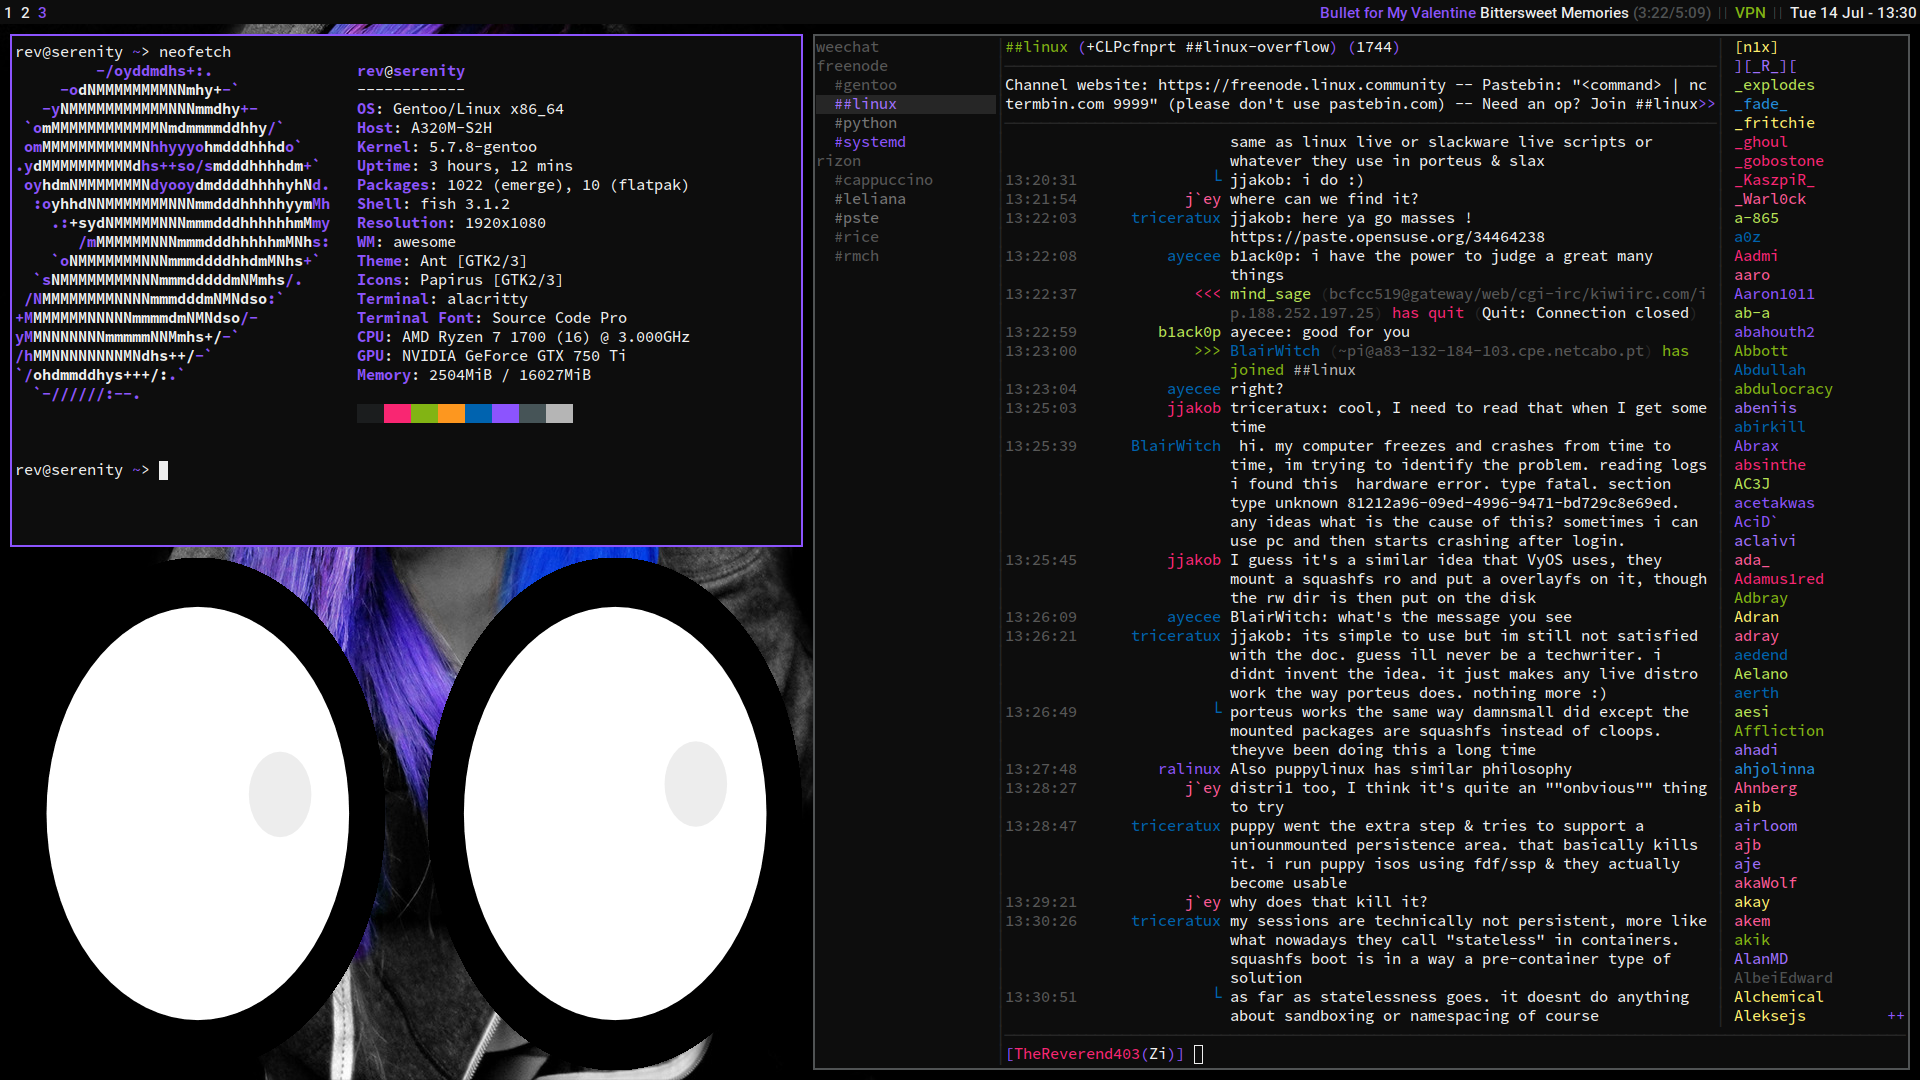 1 2 3
Bullet for My Valentine Bittersweet Memories (3:22/5:09) || VPN || Tue 14 Jul - 13:30
rev@serenity ~> neofetch
rev@serenity
------------
OS: Gentoo/Linux x86_64
Host: A320M-S2H
Kernel: 5.7.8-gentoo
Uptime: 3 hours, 12 mins
Packages: 1022 (emerge), 10 (flatpak)
Shell: fish 3.1.2
Resolution: 1920x1080
WM: awesome
Theme: Ant [GTK2/3]
Icons: Papirus [GTK2/3]
Terminal: alacritty
Terminal Font: Source Code Pro
CPU: AMD Ryzen 7 1700 (16) @ 3.000GHz
GPU: NVIDIA GeForce GTX 750 Ti
Memory: 2504MiB / 16027MiB
rev@serenity ~>
weechat
freenode
#gentoo
##linux
#python
#systemd
rizon
#cappuccino
#leliana
#pste
#rice
#rmch
##linux (+CLPcfnprt ##linux-overflow) (1744)
Channel website: https://freenode.linux.community -- Pastebin: "<command> | nc
termbin.com 9999" (please don't use pastebin.com) -- Need an op? Join ##linux>>
same as linux live or slackware live scripts or
whatever they use in porteus & slax
13:20:31 └ jjakob: i do :)
13:21:54 j`ey where can we find it?
13:22:03 triceratux jjakob: here ya go masses !
https://paste.opensuse.org/34464238
13:22:08 ayecee b1ack0p: i have the power to judge a great many
things
13:22:37 <<< mind_sage (bcfcc519@gateway/web/cgi-irc/kiwiirc.com/i
p.188.252.197.25) has quit (Quit: Connection closed)
13:22:59 b1ack0p ayecee: good for you
13:23:00 >>> BlairWitch (~pi@a83-132-184-103.cpe.netcabo.pt) has
joined ##linux
13:23:04 ayecee right?
13:25:03 jjakob triceratux: cool, I need to read that when I get some
time
13:25:39 BlairWitch hi. my computer freezes and crashes from time to
time, im trying to identify the problem. reading logs
i found this  hardware error. type fatal. section
type unknown 81212a96-09ed-4996-9471-bd729c8e69ed.
any ideas what is the cause of this? sometimes i can
use pc and then starts crashing after login.
13:25:45 jjakob I guess it's a similar idea that VyOS uses, they
mount a squashfs ro and put a overlayfs on it, though
the rw dir is then put on the disk
13:26:09 ayecee BlairWitch: what's the message you see
13:26:21 triceratux jjakob: its simple to use but im still not satisfied
with the doc. guess ill never be a techwriter. i
didnt invent the idea. it just makes any live distro
work the way porteus does. nothing more :)
13:26:49 └ porteus works the same way damnsmall did except the
mounted packages are squashfs instead of cloops.
theyve been doing this a long time
13:27:48 ralinux Also puppylinux has similar philosophy
13:28:27 j`ey distri1 too, I think it's quite an ""onbvious"" thing
to try
13:28:47 triceratux puppy went the extra step & tries to support a
uniounmounted persistence area. that basically kills
it. i run puppy isos using fdf/ssp & they actually
become usable
13:29:21 j`ey why does that kill it?
13:30:26 triceratux my sessions are technically not persistent, more like
what nowadays they call "stateless" in containers.
squashfs boot is in a way a pre-container type of
solution
13:30:51 └ as far as statelessness goes. it doesnt do anything
about sandboxing or namespacing of course
[TheReverend403(Zi)]
[n1x]
][_R_][
_explodes
_fade_
_fritchie
_ghoul
_gobostone
_KaszpiR_
_Warl0ck
a-865
a0z
Aadmi
aaro
Aaron1011
ab-a
abahouth2
Abbott
Abdullah
abdulocracy
abeniis
abirkill
Abrax
absinthe
AC3J
acetakwas
AciD`
aclaivi
ada_
Adamus1red
Adbray
Adran
adray
aedend
Aelano
aerth
aesi
Affliction
ahadi
ahjolinna
Ahnberg
aib
airloom
ajb
aje
akaWolf
akay
akem
akik
AlanMD
AlbeiEdward
Alchemical
Aleksejs ++